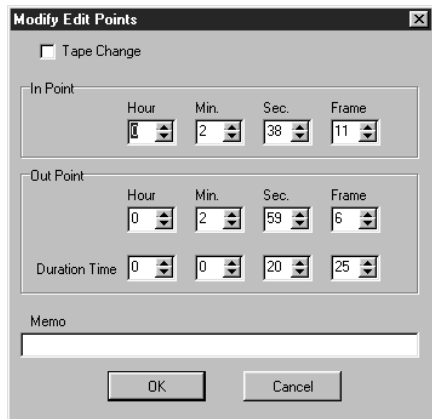 Modify Edit Points
Tape Change
In Point
Hour Min. Sec. Frame
0 2 38 11
Out Point
Hour Min. Sec. Frame
0 2 59 6
Duration Time 0 0 20 25
Memo
OK Cancel